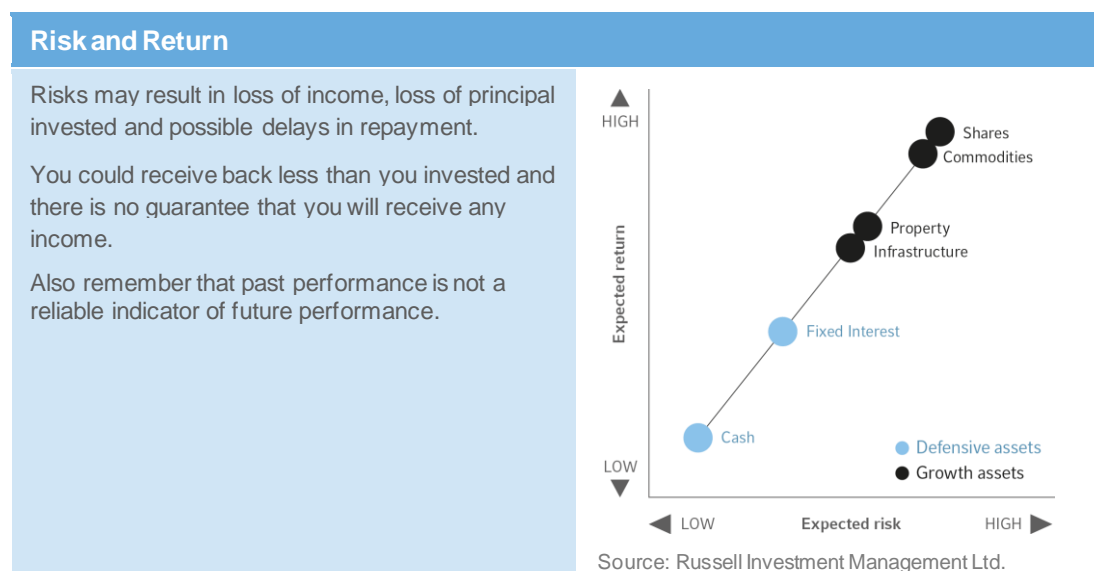 Risk and Return
Risks may result in loss of income, loss of principal
invested and possible delays in repayment.
You could receive back less than you invested and
there is no guarantee that you will receive any
income.
Also remember that past performance is not a
reliable indicator of future performance.
HIGH
Shares
Commodities
Property
Infrastructure
Expected return
Fixed Interest
Cash
Defensive assets
LOW
Growth assets
LOW
Expected risk
HIGH
Source: Russell Investment Management Ltd.